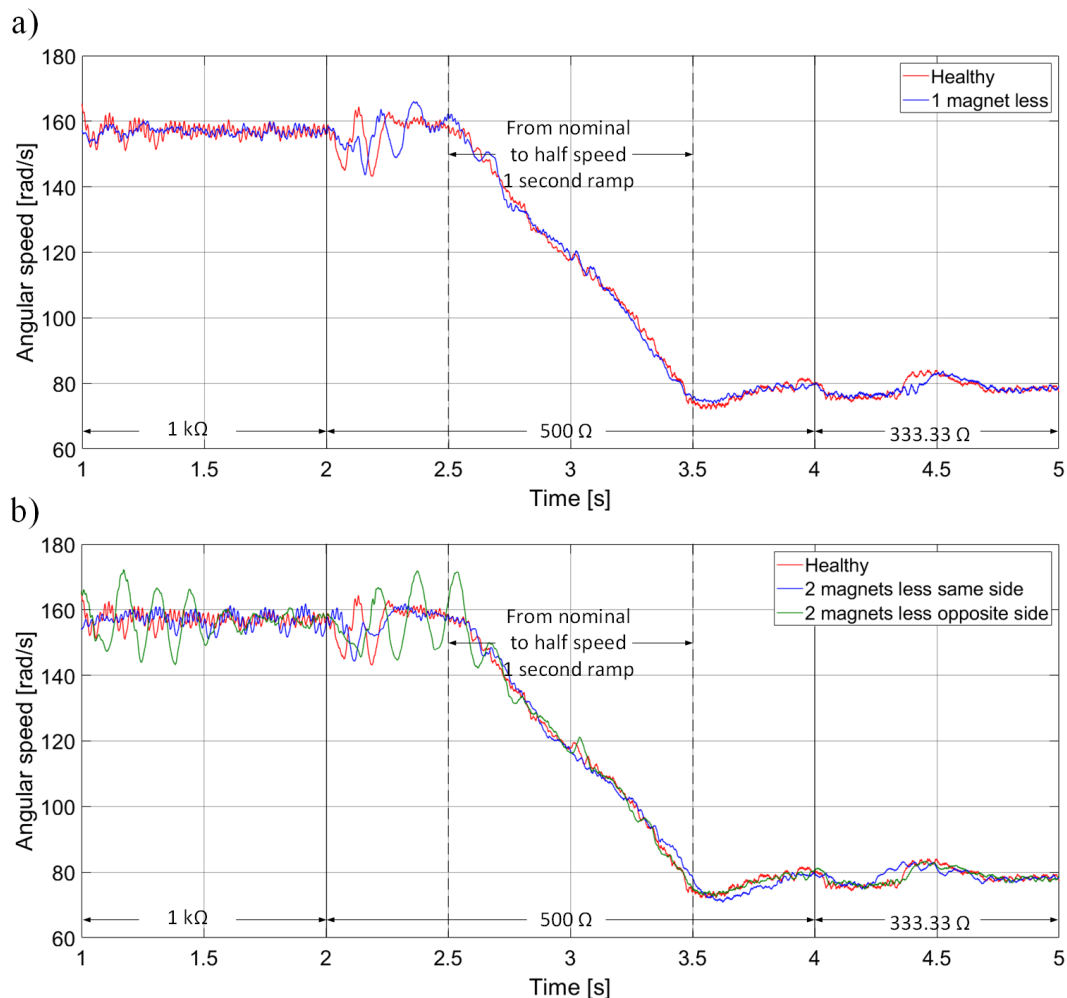 a)
180
160
140
120
100
80
60
Angular speed [rad/s]
Healthy
1 magnet less
From nominal
to half speed
1 second ramp
1 kΩ
500 Ω
333.33 Ω
1
1.5
2
2.5
3
3.5
4
4.5
5
Time [s]
b)
180
160
140
120
100
80
60
Angular speed [rad/s]
Healthy
2 magnets less same side
2 magnets less opposite side
From nominal
to half speed
1 second ramp
1 kΩ
500 Ω
333.33 Ω
1
1.5
2
2.5
3
3.5
4
4.5
5
Time [s]